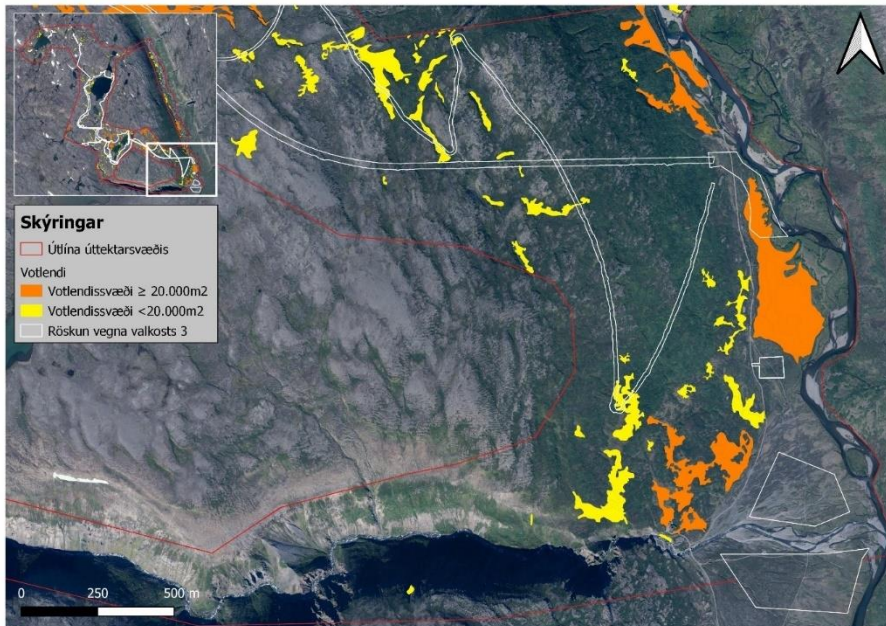 Skýringar
Útlína úttektarsvæðis
Votlendi
Votlendissvæði ≥ 20.000m2
Votlendissvæði <20.000m2
Röskun vegna valkosts 3
0 250 500 m